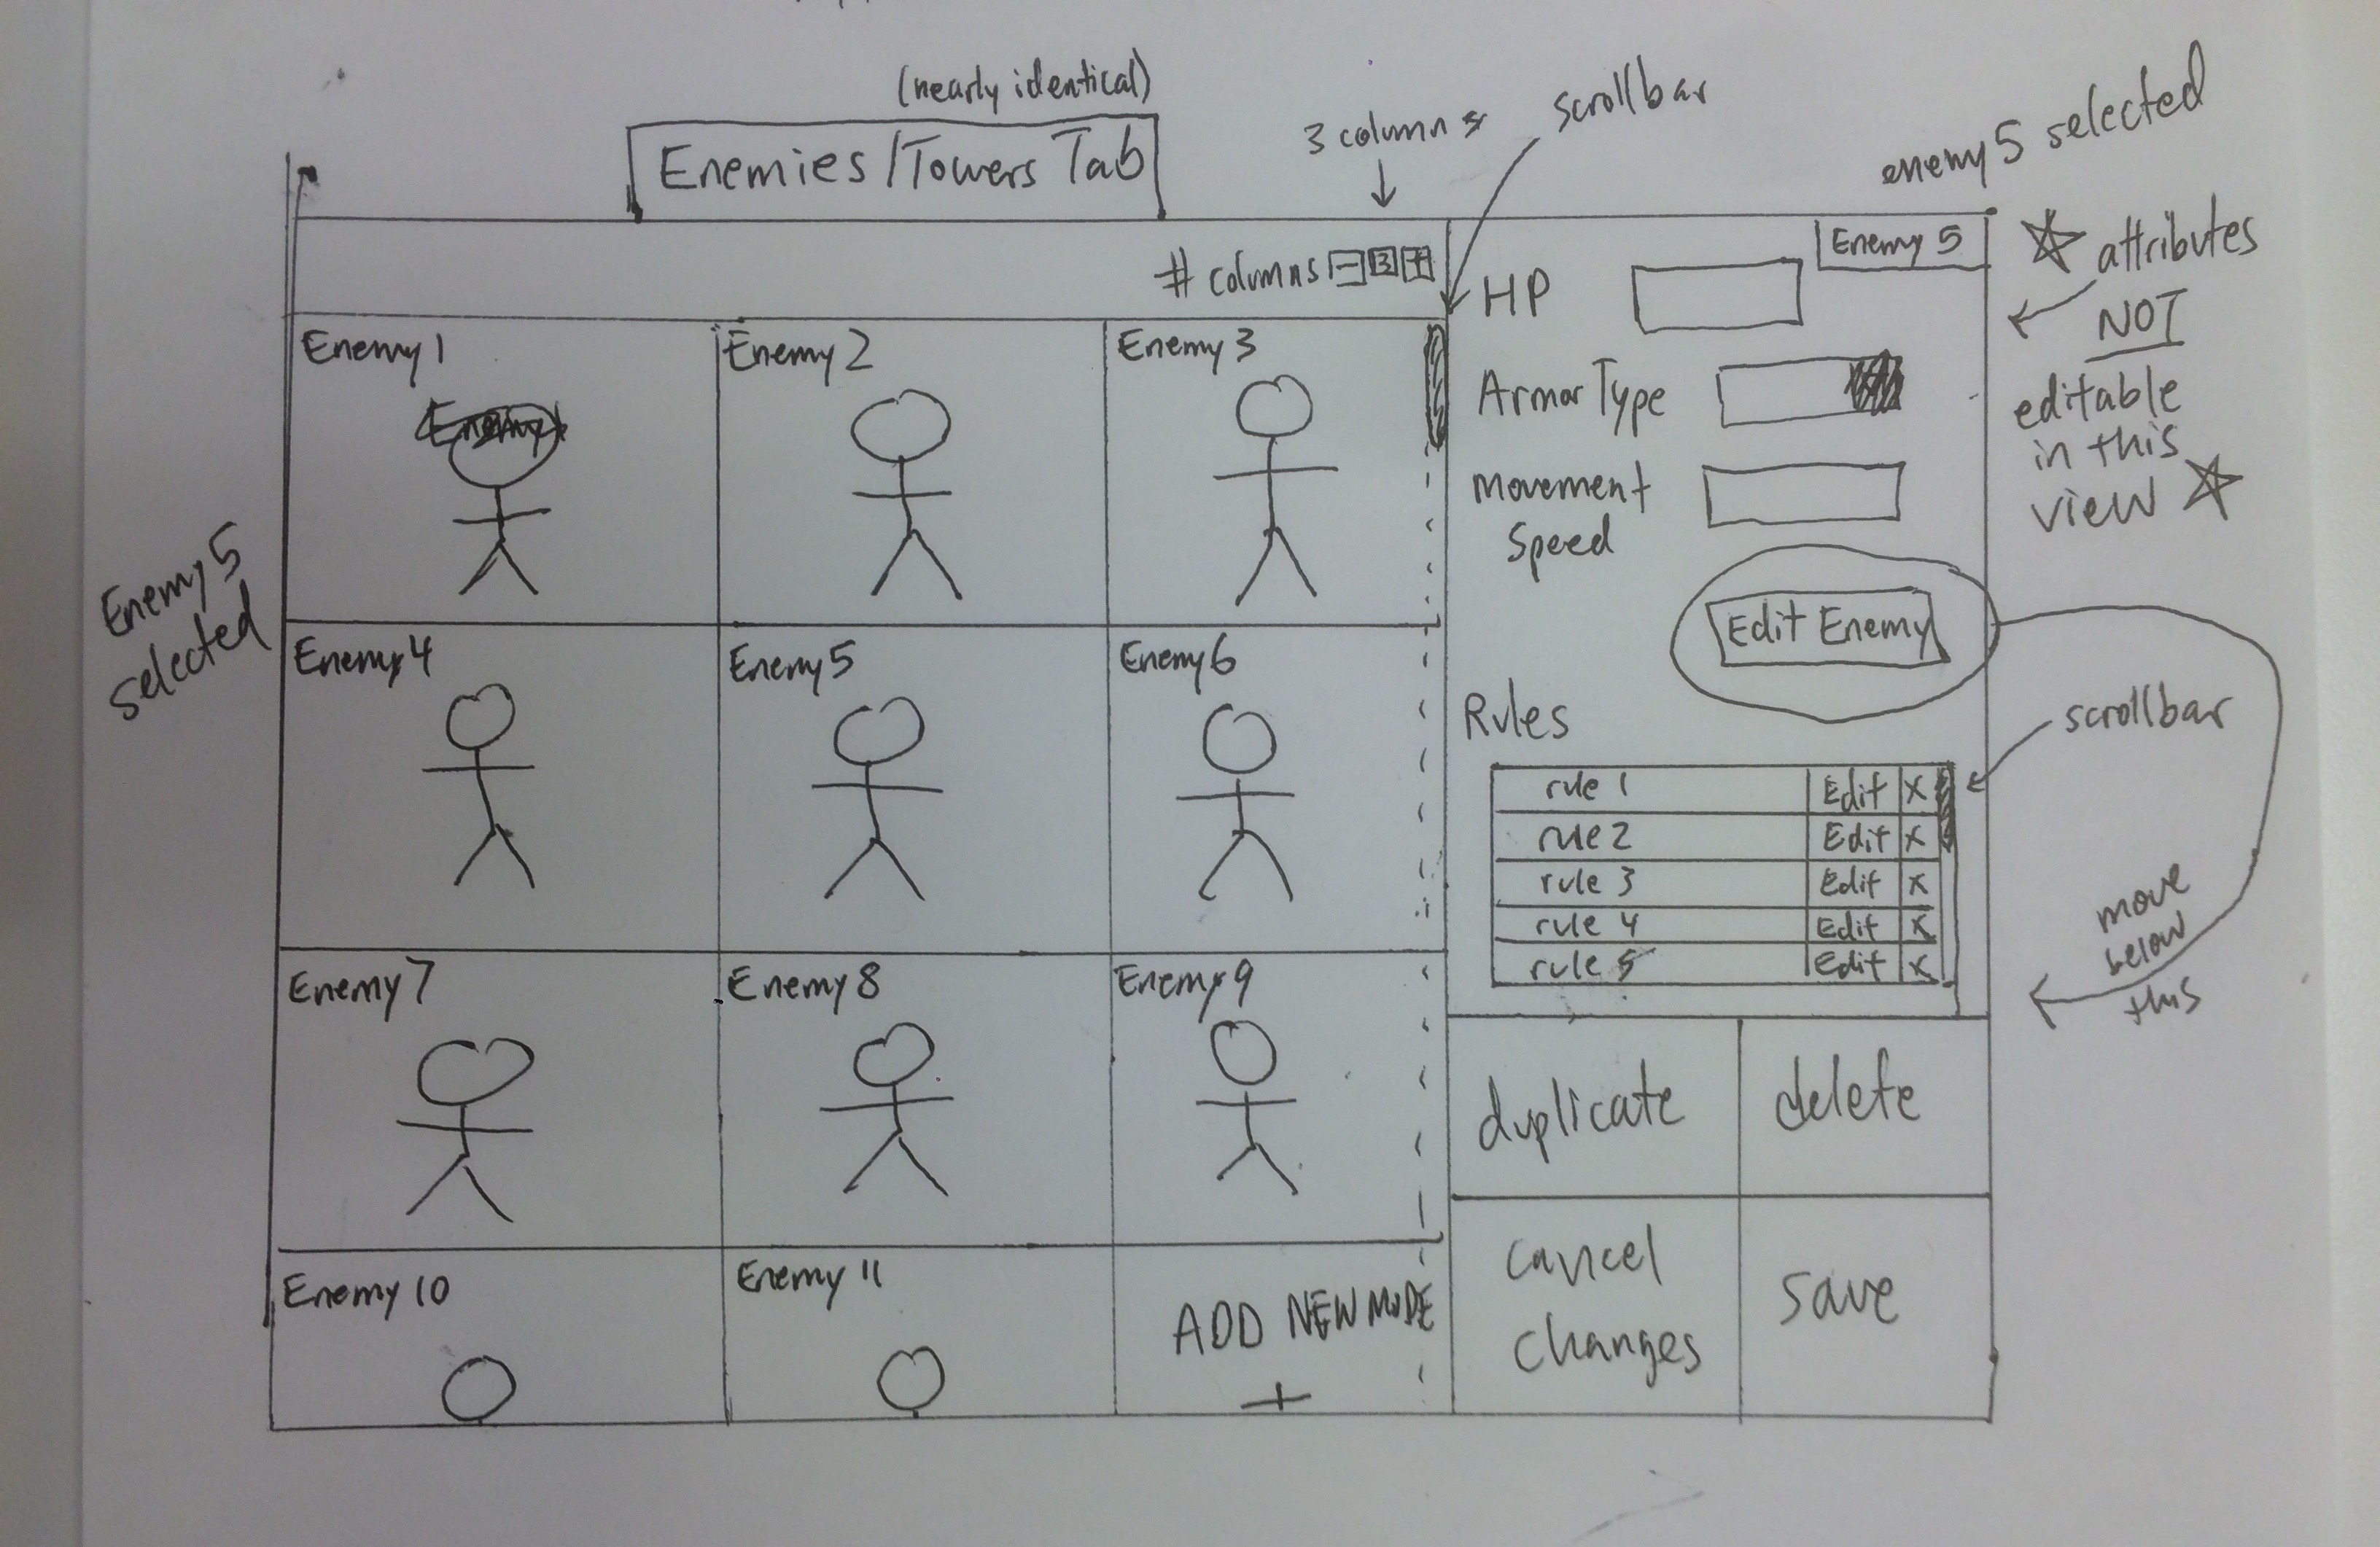 (nearly identical)
Enemies/Towers Tab
3 columns
scrollbar
enemy 5 selected
# columns - 3 +
Enemy 5
HP
Armor Type
Movement
Speed
Edit Enemy
attributes
NOT
editable
in this
view
Enemy 5
selected
Enemy 1
Enemy 2
Enemy 3
Enemy 4
Enemy 5
Enemy 6
Enemy 7
Enemy 8
Enemy 9
Enemy 10
Enemy 11
ADD NEW MODE
+
Rules
scrollbar
rule 1 Edit x
rule 2 Edit x
rule 3 Edit x
rule 4 Edit x
rule 5 Edit x
move
below
this
duplicate
delete
cancel
changes
save